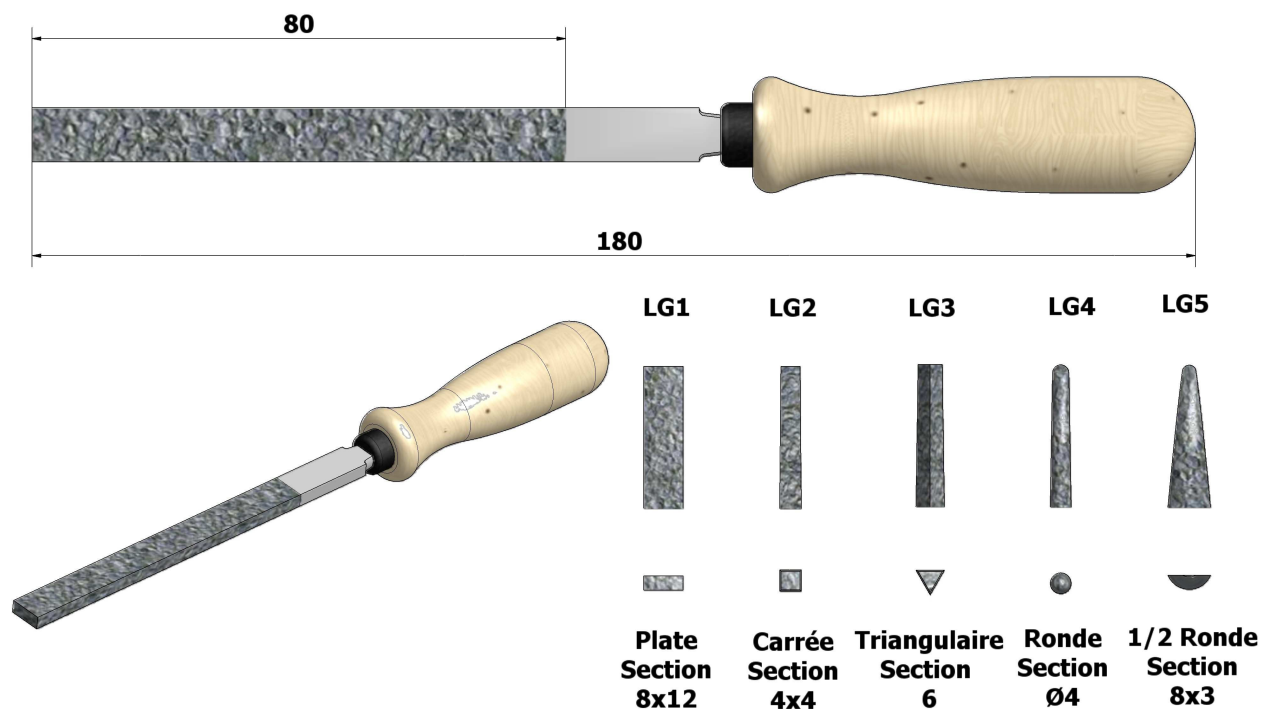 80
180
LG1
LG2
LG3
LG4
LG5
Plate
Section
8x12
Carrée
Section
4x4
Triangulaire
Section
6
Ronde
Section
Ø4
1/2 Ronde
Section
8x3